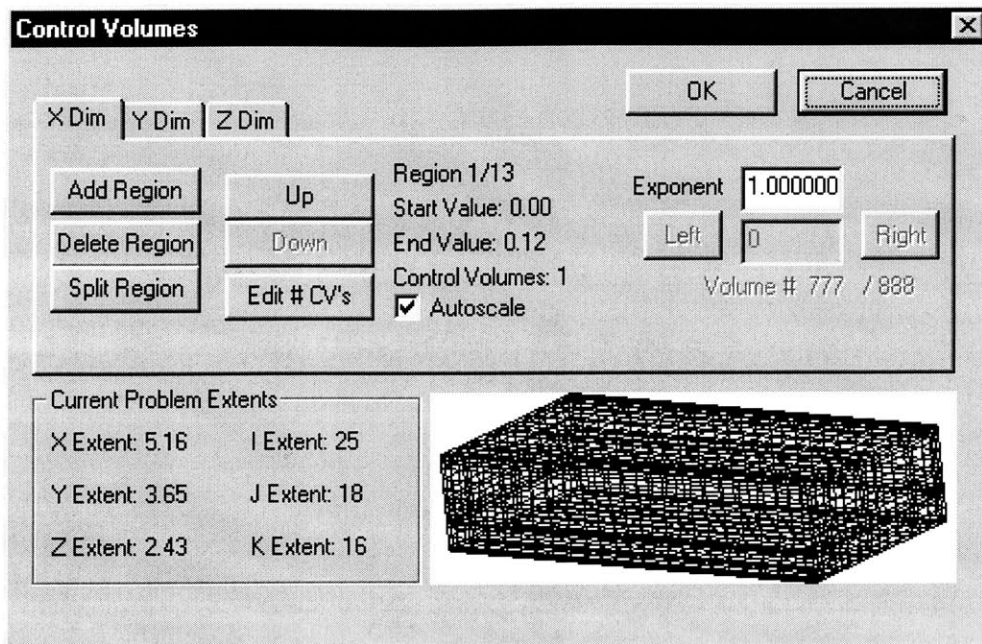 Control Volumes
OK
Cancel
X Dim
Y Dim
Z Dim
Add Region
Delete Region
Split Region
Up
Down
Edit # CV's
Region 1/13
Start Value: 0.00
End Value: 0.12
Control Volumes: 1
Autoscale
Exponent 1.000000
Left 0 Right
Volume # 777 / 888
Current Problem Extents
X Extent: 5.16 I Extent: 25
Y Extent: 3.65 J Extent: 18
Z Extent: 2.43 K Extent: 16